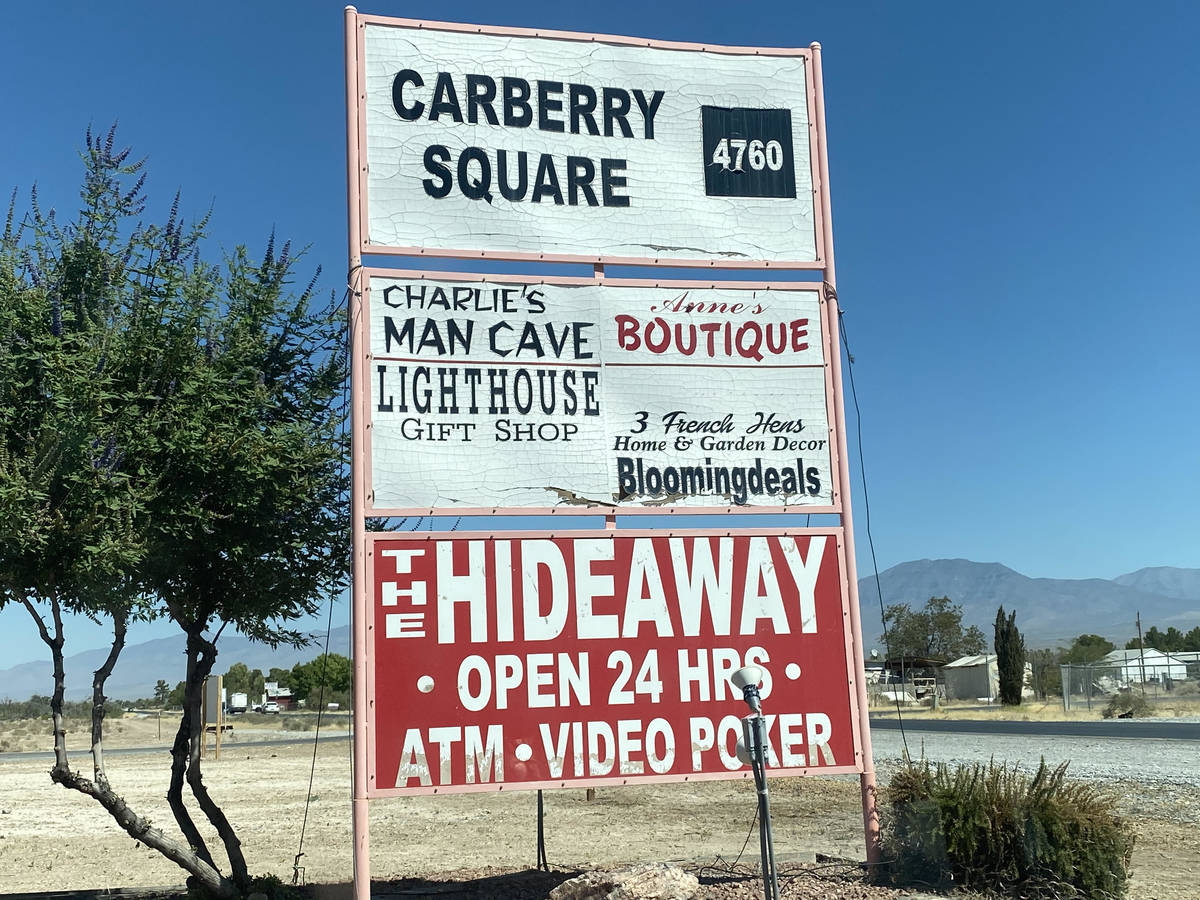 CARBERRY
SQUARE
4760
CHARLIE'S
MAN CAVE
LIGHTHOUSE
GIFT SHOP
Anne's
BOUTIQUE
3 French Hens
Home & Garden Decor
Bloomingdeals
THE HIDEAWAY
• OPEN 24 HRS •
ATM • VIDEO POKER